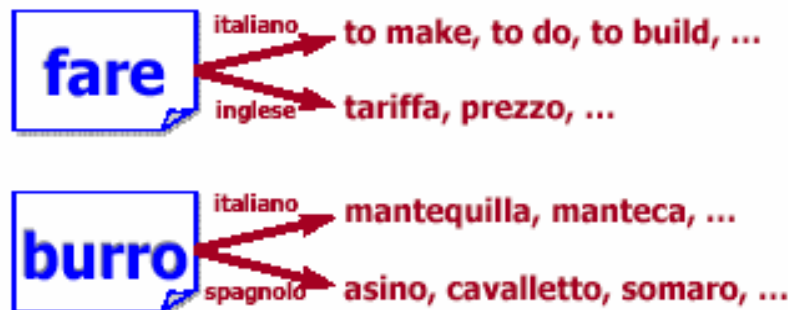 italiano
to make, to do, to build, ...
fare
inglese
tariffa, prezzo, ...
italiano
mantequilla, manteca, ...
burro
spagnolo
asino, cavalletto, somaro, ...